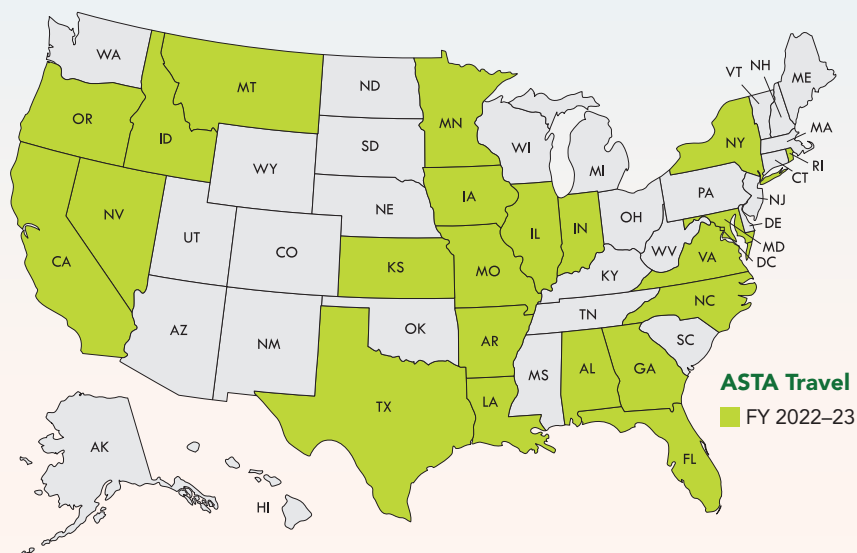 WA
MT
ND
MN
VT
NH
ME
OR
ID
SD
WI
MI
NY
MA
RI
CT
WY
IA
PA
NJ
NV
NE
OH
DE
UT
CO
IL
IN
WV
MD
CA
KS
MO
VA
DC
KY
AZ
NM
OK
TN
NC
AR
SC
TX
LA
MS
AL
GA
FL
AK
HI
ASTA Travel
FY 2022–23